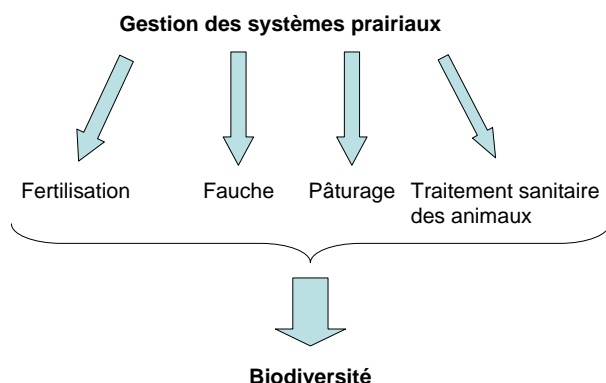 Gestion des systèmes prairiaux
Fertilisation
Fauche
Pâturage
Traitement sanitaire
des animaux
Biodiversité